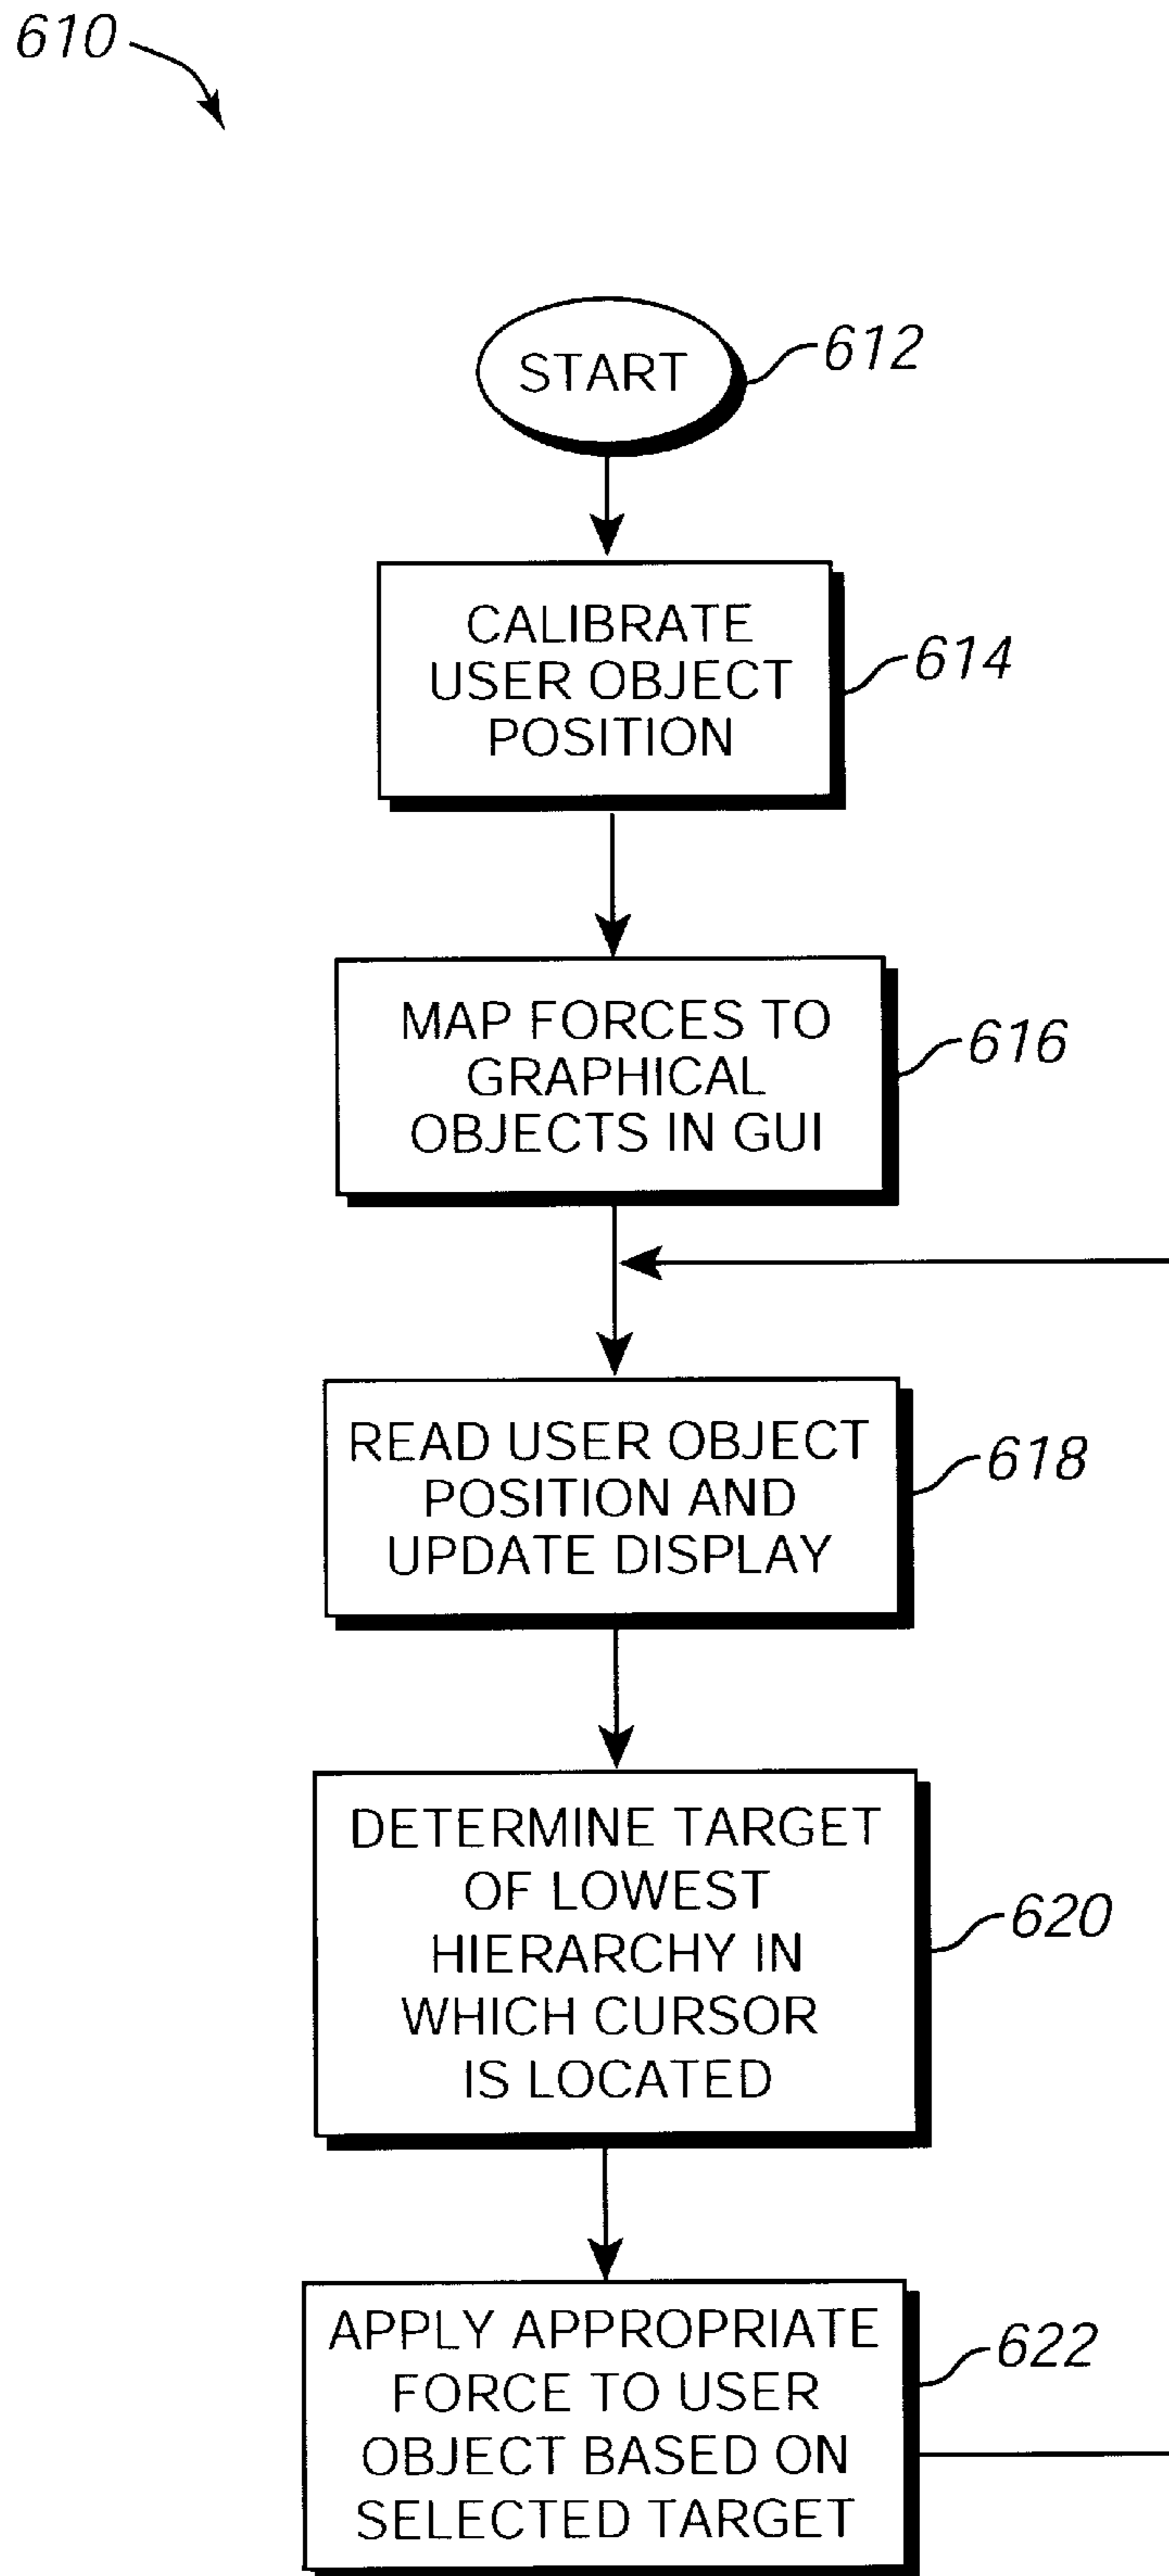 610
START
612
CALIBRATE
USER OBJECT
POSITION
614
MAP FORCES TO
GRAPHICAL
OBJECTS IN GUI
616
READ USER OBJECT
POSITION AND
UPDATE DISPLAY
618
DETERMINE TARGET
OF LOWEST
HIERARCHY IN
WHICH CURSOR
IS LOCATED
620
APPLY APPROPRIATE
FORCE TO USER
OBJECT BASED ON
SELECTED TARGET
622